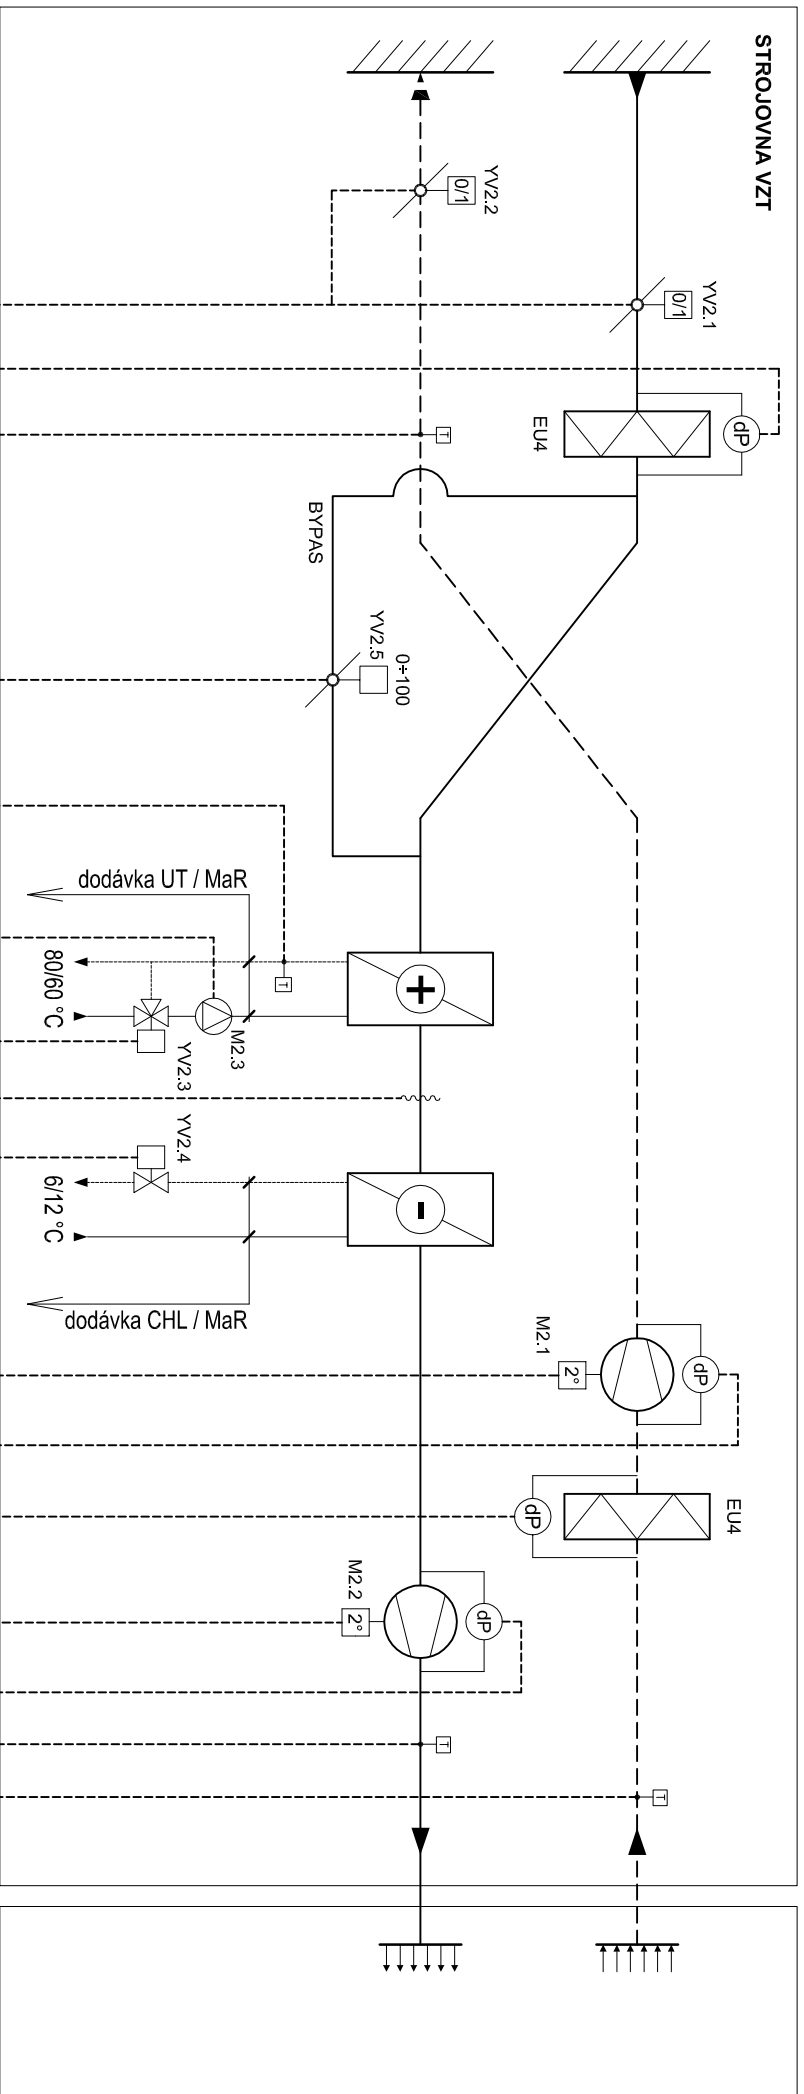 STROJOVNA VZT
YV2.2
0/1
YV2.1
0/1
dP
EU4
T
BYPAS
YV2.5
0÷100
dodávka UT / MaR
80/60 °C
T
M2.3
YV2.3
+
YV2.4
6/12 °C
-
dodávka CHL / MaR
M2.1
2°
dP
EU4
dP
M2.2
2°
dP
T
T